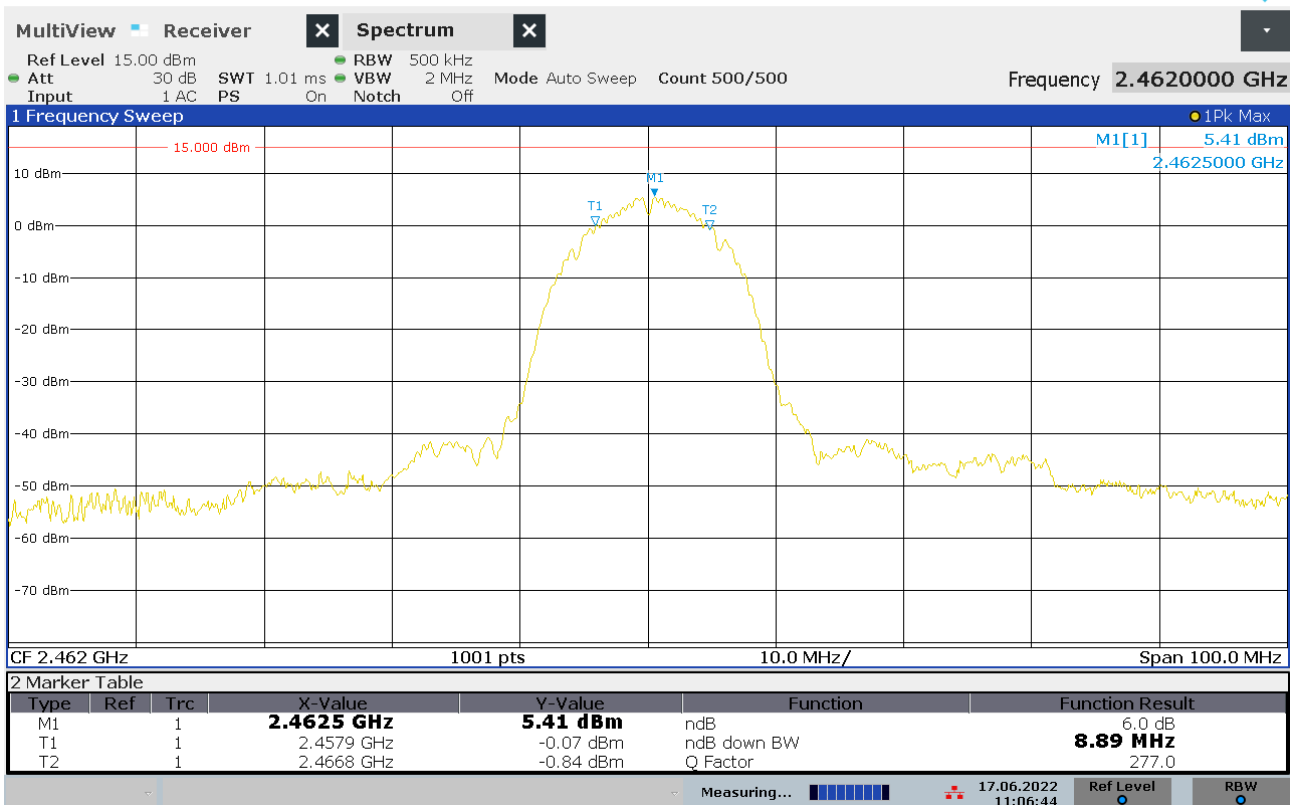 MultiView Receiver X Spectrum X
Ref Level 15.00 dBm RBW 500 kHz
Att 30 dB SWT 1.01 ms VBW 2 MHz Mode Auto Sweep Count 500/500 Frequency 2.4620000 GHz
Input 1 AC PS On Notch Off
1 Frequency Sweep 1Pk Max
M1[1] 5.41 dBm
15.000 dBm
2.4625000 GHz
10 dBm
M1
T1 T2
0 dBm
-10 dBm
-20 dBm
-30 dBm
-40 dBm
-50 dBm
-60 dBm
-70 dBm
CF 2.462 GHz 1001 pts 10.0 MHz/ Span 100.0 MHz
2 Marker Table
Type Ref Trc X-Value Y-Value Function Function Result
M1 1 2.4625 GHz 5.41 dBm ndB 6.0 dB
T1 1 2.4579 GHz -0.07 dBm ndB down BW 8.89 MHz
T2 1 2.4668 GHz -0.84 dBm Q Factor 277.0
Measuring... 17.06.2022 Ref Level RBW
11:06:44